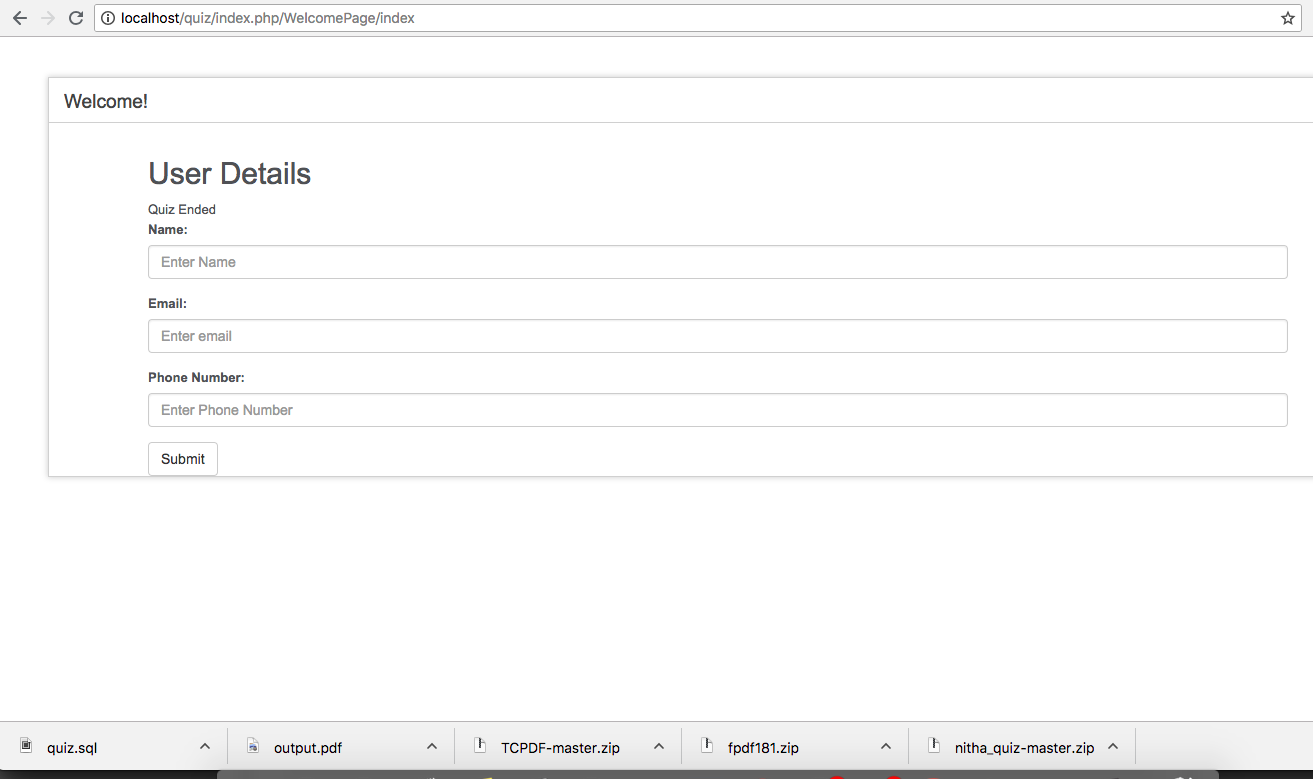 localhost/quiz/index.php/WelcomePage/index
Welcome!
User Details
Quiz Ended
Name:
Enter Name
Email:
Enter email
Phone Number:
Enter Phone Number
Submit
quiz.sql
output.pdf
TCPDF-master.zip
fpdf181.zip
nitha_quiz-master.zip